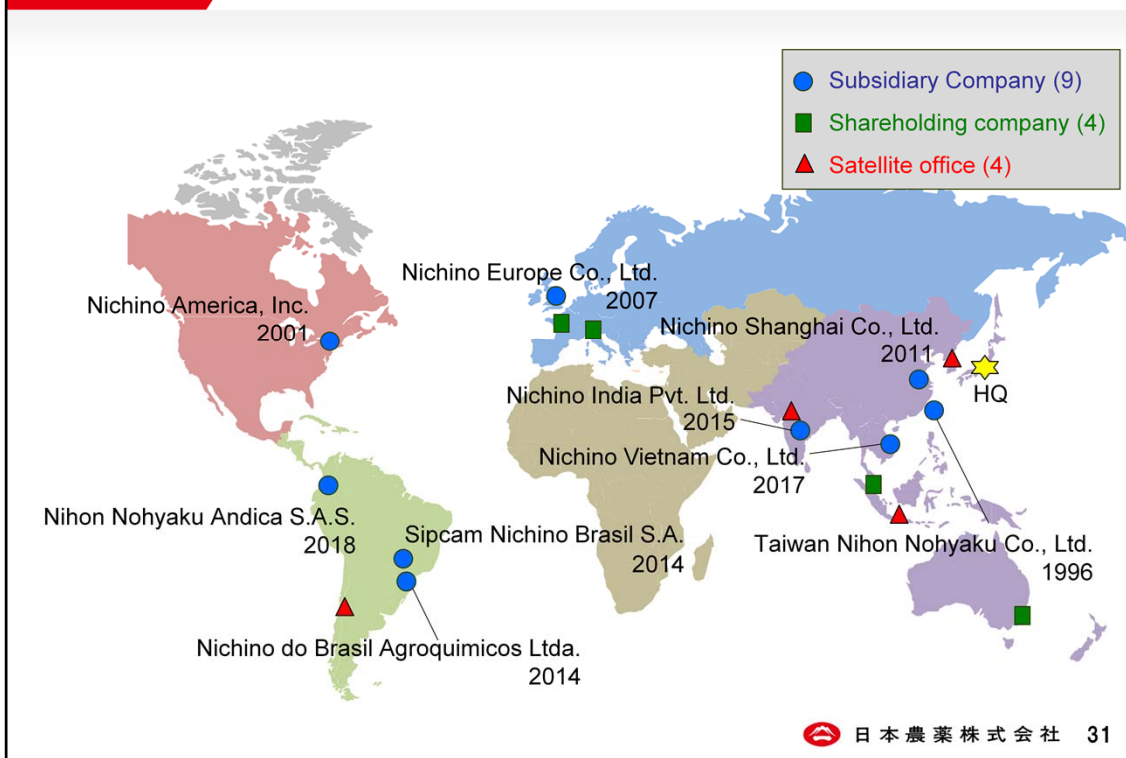 Subsidiary Company (9)
Shareholding company (4)
Satellite office (4)
Nichino Europe Co., Ltd.
2007
Nichino America, Inc.
2001
Nichino Shanghai Co., Ltd.
2011
HQ
Nichino India Pvt. Ltd.
2015
Nichino Vietnam Co., Ltd.
2017
Nihon Nohyaku Andica S.A.S.
2018
Sipcam Nichino Brasil S.A.
2014
Taiwan Nihon Nohyaku Co., Ltd.
1996
Nichino do Brasil Agroquimicos Ltda.
2014
日本農薬株式会社 31